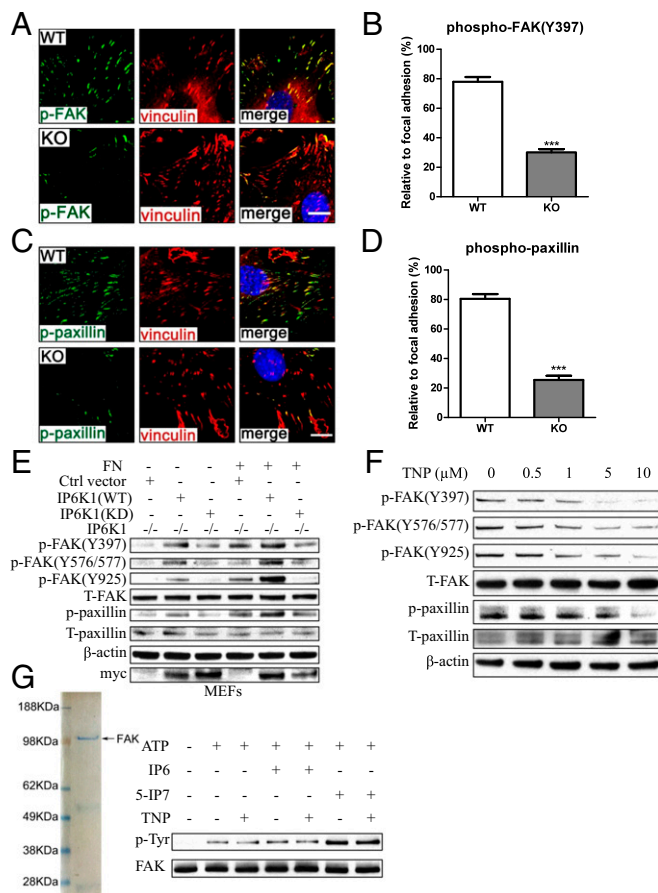 A
WT
p-FAK
vinculin
merge
KO
p-FAK
vinculin
merge
B
phospho-FAK(Y397)
Relative to focal adhesion (%)
100
80
60
40
20
0
***
WT
KO
C
WT
p-paxillin
vinculin
merge
KO
p-paxillin
vinculin
merge
D
phospho-paxillin
Relative to focal adhesion (%)
100
80
60
40
20
0
***
WT
KO
E
FN - - - + + +
Ctrl vector + - - + - -
IP6K1(WT) - + - - + -
IP6K1(KD) - - + - - +
IP6K1 -/- -/- -/- -/- -/- -/-
p-FAK(Y397)
p-FAK(Y576/577)
p-FAK(Y925)
T-FAK
p-paxillin
T-paxillin
β-actin
myc
MEFs
F
TNP (μM) 0 0.5 1 5 10
p-FAK(Y397)
p-FAK(Y576/577)
p-FAK(Y925)
T-FAK
p-paxillin
T-paxillin
β-actin
G
188KDa
98KDa
62KDa
49KDa
38KDa
28KDa
FAK
ATP - + + + + + +
IP6 - - - + + - -
5-IP7 - - - - - + +
TNP - - + - + - +
p-Tyr
FAK